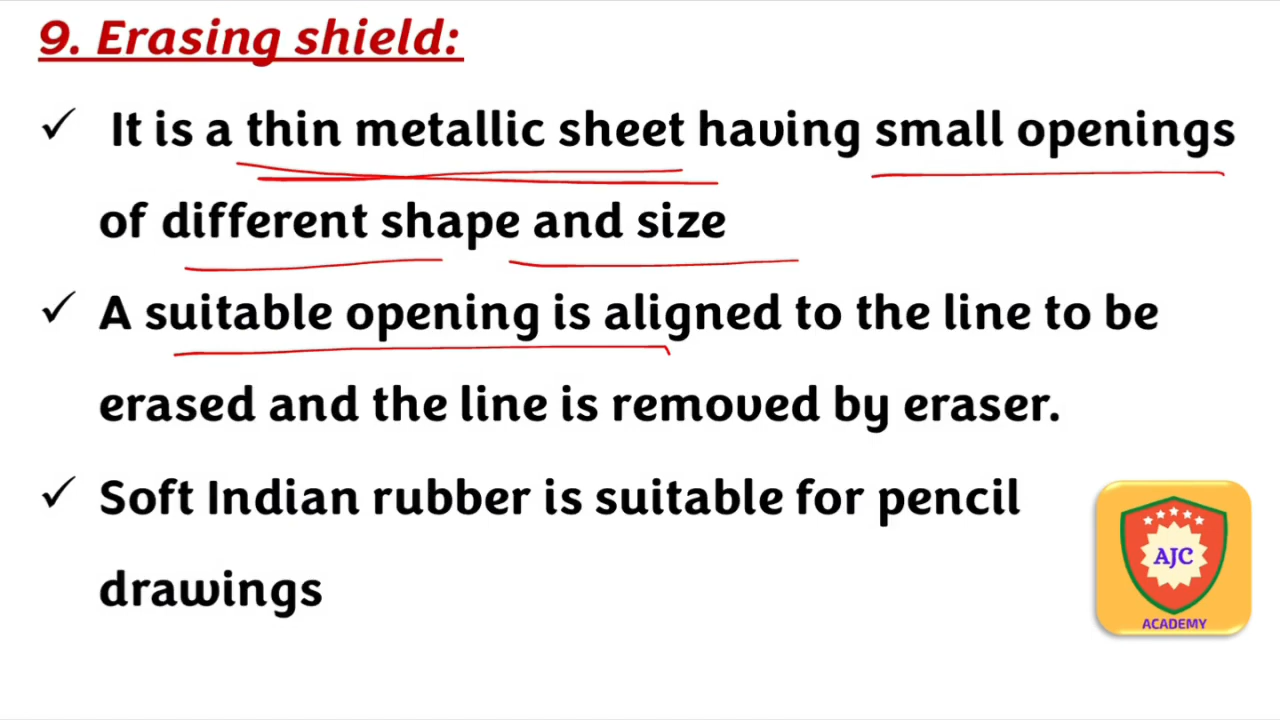 9. Erasing shield:
✓ It is a thin metallic sheet having small openings
of different shape and size
✓ A suitable opening is aligned to the line to be
erased and the line is removed by eraser.
✓ Soft Indian rubber is suitable for pencil
drawings
AJC
ACADEMY